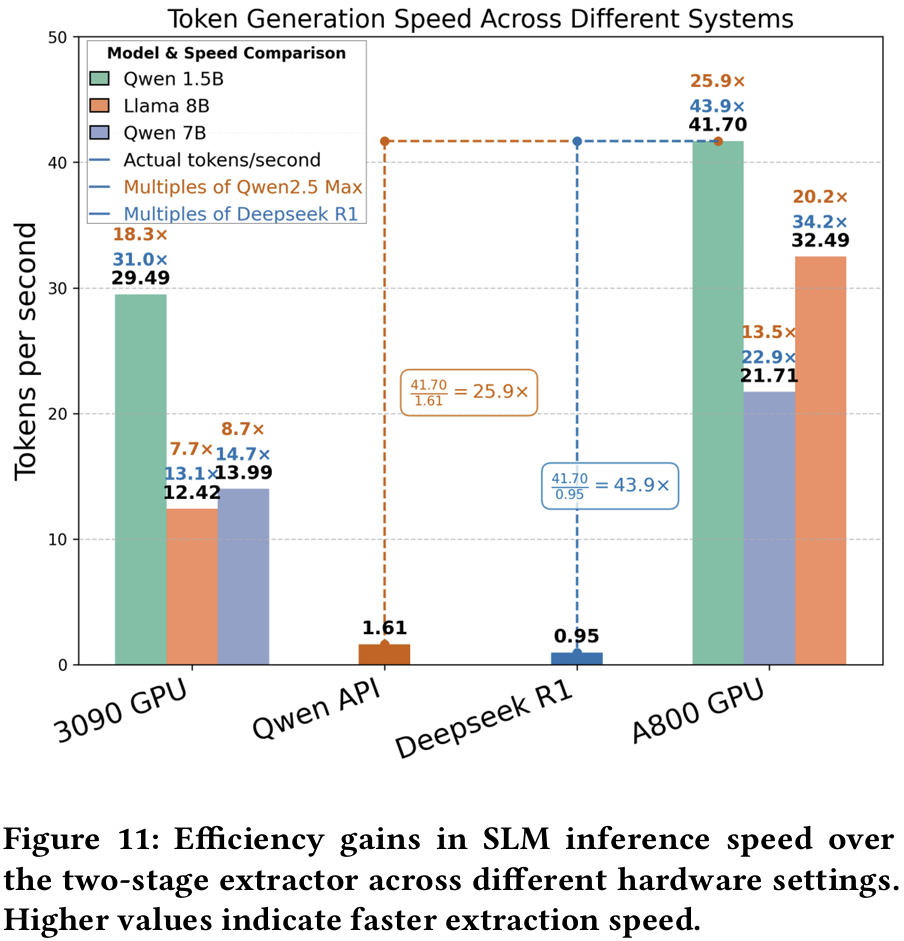 Token Generation Speed Across Different Systems
Model & Speed Comparison
Qwen 1.5B
Llama 8B
Qwen 7B
Actual tokens/second
Multiples of Qwen2.5 Max
Multiples of Deepseek R1
Tokens per second
50
40
30
20
10
0
18.3×
31.0×
29.49
7.7×
13.1×
12.42
8.7×
14.7×
13.99
1.61
41.70/1.61 = 25.9×
0.95
41.70/0.95 = 43.9×
25.9×
43.9×
41.70
13.5×
22.9×
21.71
20.2×
34.2×
32.49
3090 GPU
Qwen API
Deepseek R1
A800 GPU
Figure 11: Efficiency gains in SLM inference speed over
the two-stage extractor across different hardware settings.
Higher values indicate faster extraction speed.